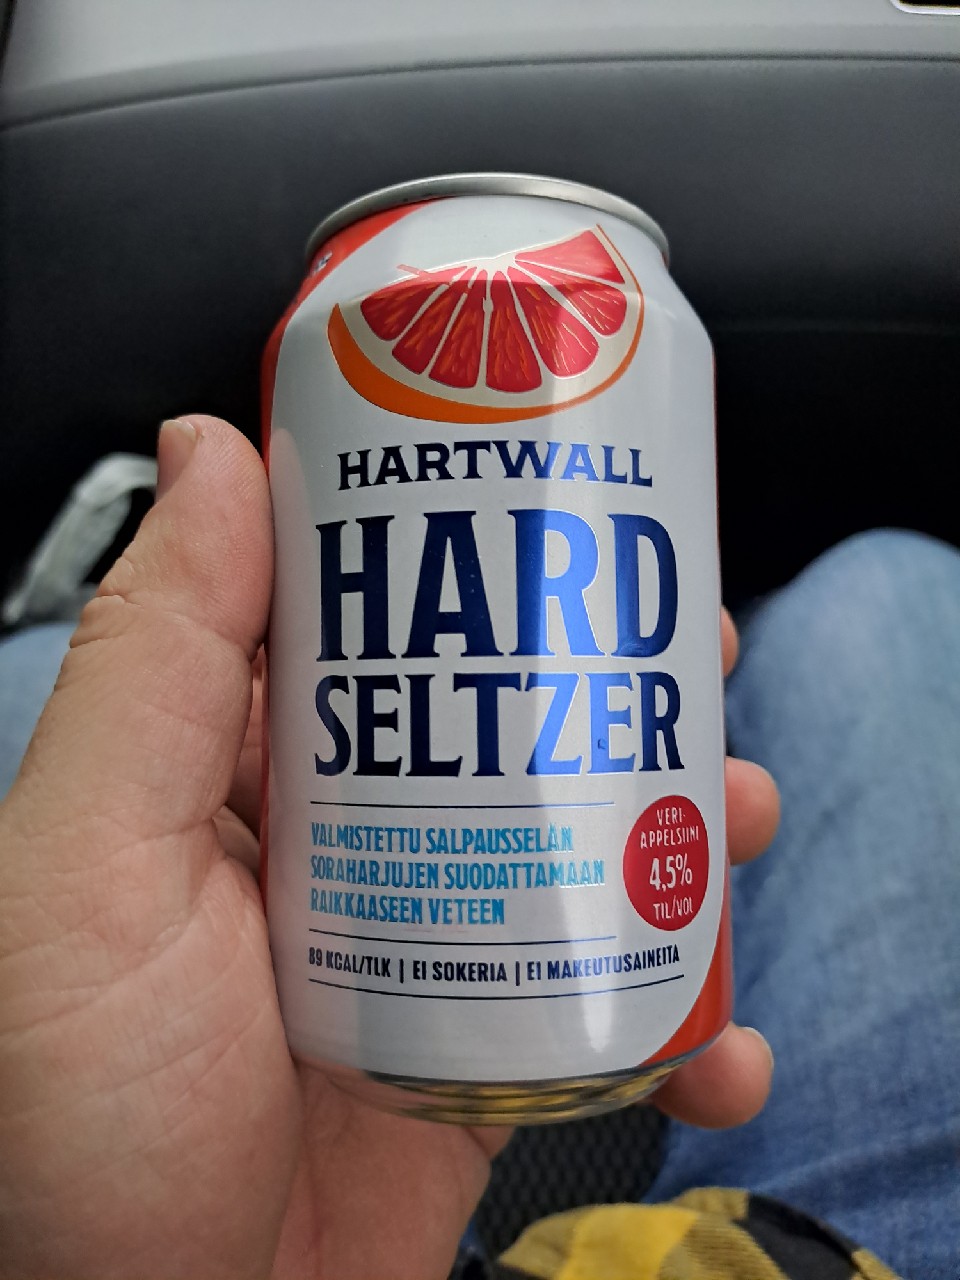 HARTWALL
HARD
SELTZER
VALMISTETTU SALPAUSSELÄN
SORAHARJUJEN SUODATTAMAAN
RAIKKAASEEN VETEEN
VERI-
APPELSIINI
4,5%
TIL/VOL
89 KCAL/TLK | EI SOKERIA | EI MAKEUTUSAINEITA